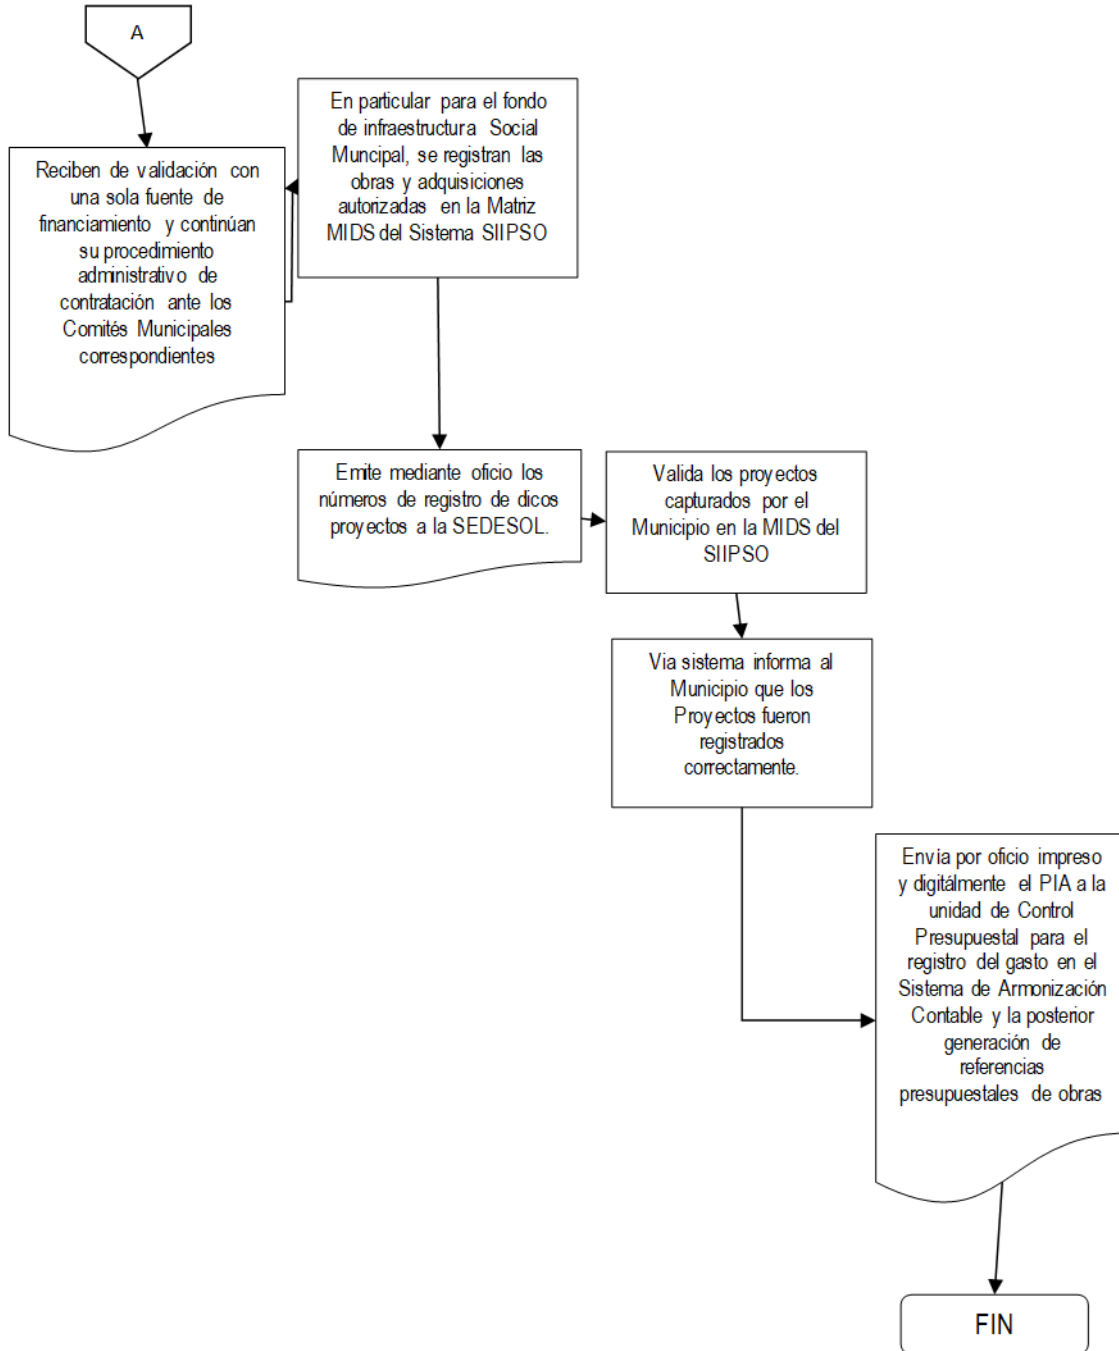 A
Reciben de validación con
una sola fuente de
financiamiento y continúan
su procedimiento
administrativo de
contratación ante los
Comités Municipales
correspondientes
En particular para el fondo
de infraestructura Social
Muncipal, se registran las
obras y adquisiciones
autorizadas en la Matriz
MIDS del Sistema SIIPSO
Emite mediante oficio los
números de registro de dicos
proyectos a la SEDESOL.
Valida los proyectos
capturados por el
Municipio en la MIDS del
SIIPSO
Via sistema informa al
Municipio que los
Proyectos fueron
registrados
correctamente.
Envía por oficio impreso
y digitálmente el PIA a la
unidad de Control
Presupuestal para el
registro del gasto en el
Sistema de Armonización
Contable y la posterior
generación de
referencias
presupuestales de obras
FIN